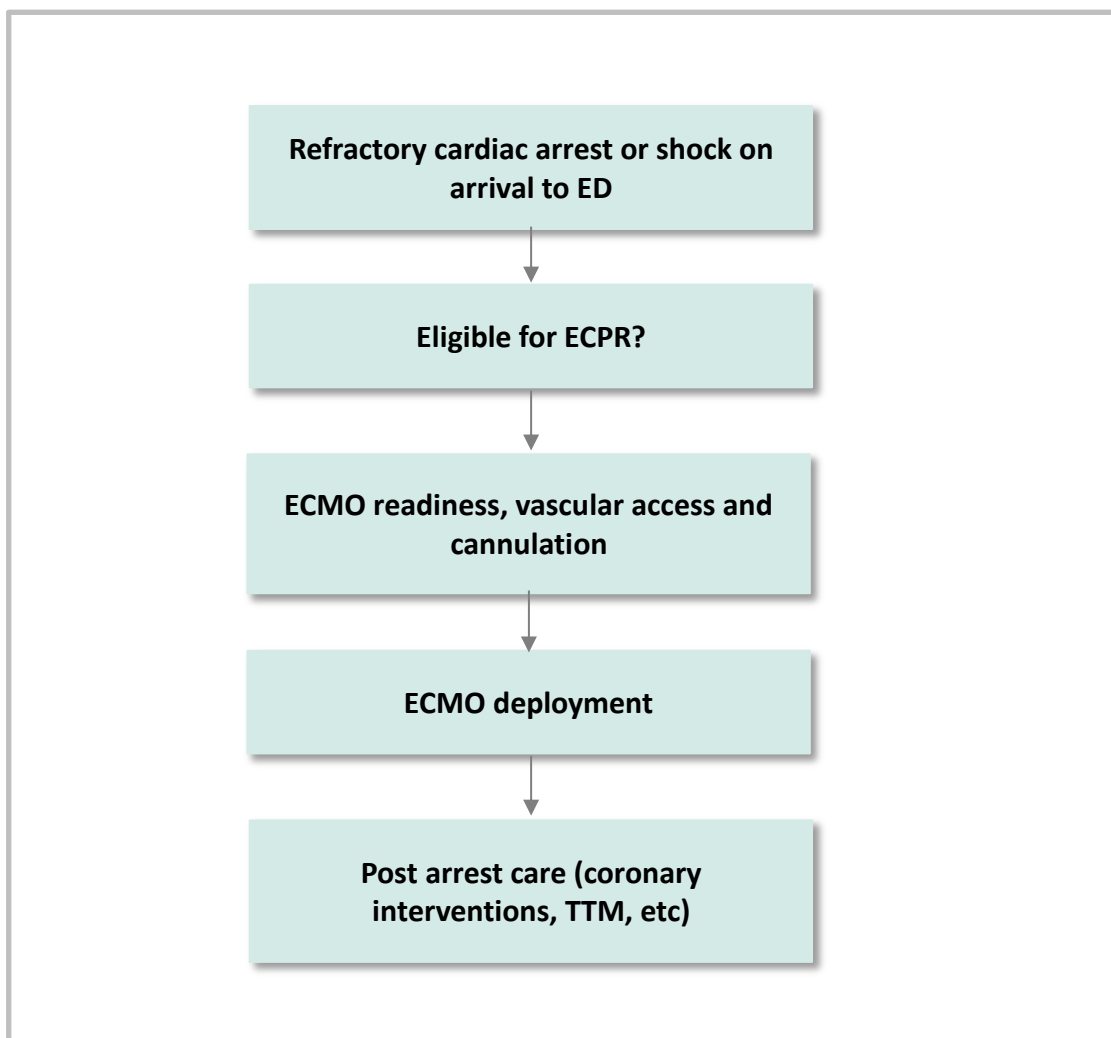 Refractory cardiac arrest or shock on
arrival to ED
Eligible for ECPR?
ECMO readiness, vascular access and
cannulation
ECMO deployment
Post arrest care (coronary
interventions, TTM, etc)